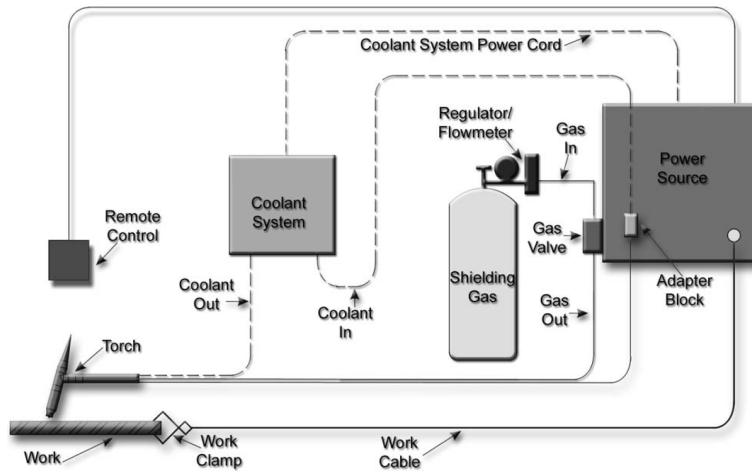 Coolant System Power Cord
Regulator/
Flowmeter
Gas
In
Power
Source
Coolant
System
Remote
Control
Gas
Valve
Shielding
Gas
Adapter
Block
Coolant
Out
Coolant
In
Gas
Out
Torch
Work
Work
Clamp
Work
Cable